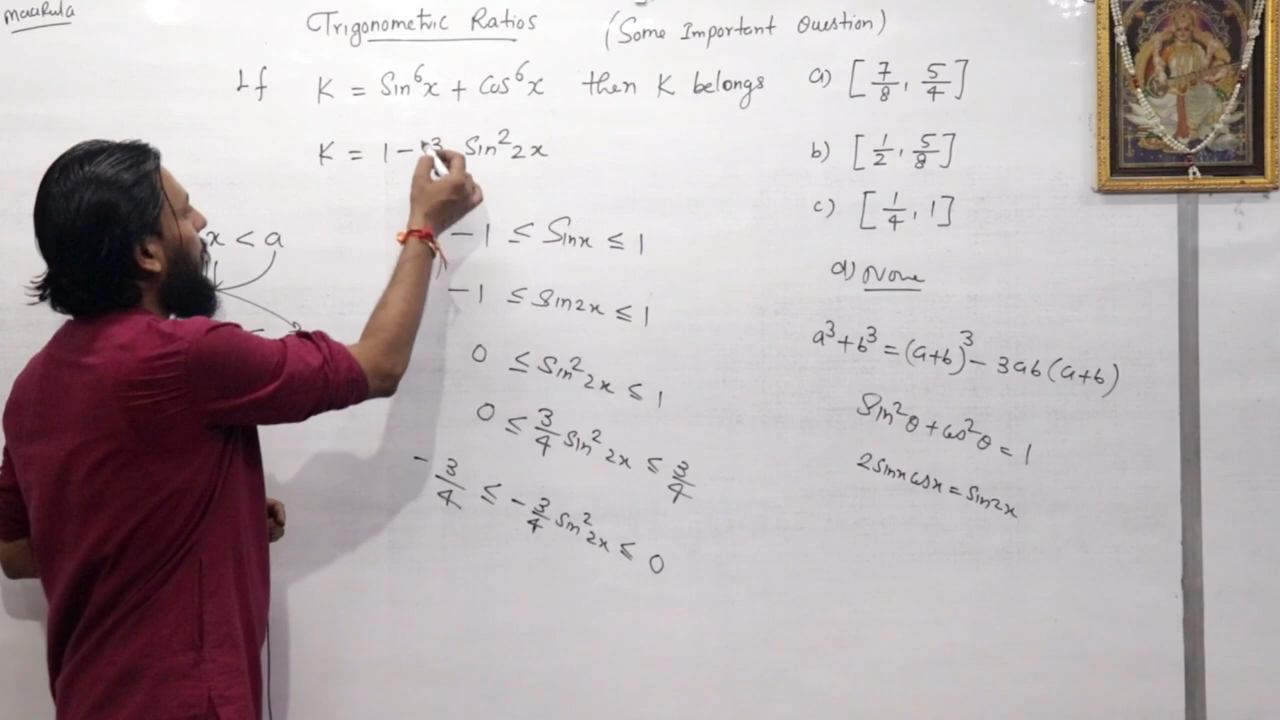 Trigonometric Ratios (Some Important Question)
If K = Sin⁶x + Cos⁶x then K belongs
a) [7/8, 5/4]
b) [1/2, 5/8]
c) [1/4, 1]
d) None
K = 1 - 3 Sin²2x
x < a
-1 ≤ Sinx ≤ 1
-1 ≤ Sin2x ≤ 1
0 ≤ Sin²2x ≤ 1
0 ≤ 3/4 Sin²2x ≤ 3/4
-3/4 ≤ -3/4 Sin²2x ≤ 0
a³+b³ = (a+b)³ - 3ab(a+b)
Sin²θ + cos²θ = 1
2sinxcosx = sin2x